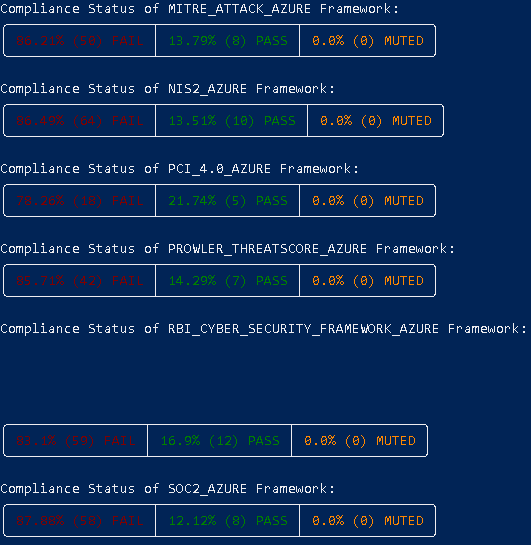 Compliance Status of MITRE_ATTACK_AZURE Framework:
86.21% (50) FAIL 13.79% (8) PASS 0.0% (0) MUTED
Compliance Status of NIS2_AZURE Framework:
86.49% (64) FAIL 13.51% (10) PASS 0.0% (0) MUTED
Compliance Status of PCI_4.0_AZURE Framework:
78.26% (18) FAIL 21.74% (5) PASS 0.0% (0) MUTED
Compliance Status of PROWLER_THREATSCORE_AZURE Framework:
85.71% (42) FAIL 14.29% (7) PASS 0.0% (0) MUTED
Compliance Status of RBI_CYBER_SECURITY_FRAMEWORK_AZURE Framework:
83.1% (59) FAIL 16.9% (12) PASS 0.0% (0) MUTED
Compliance Status of SOC2_AZURE Framework:
87.88% (58) FAIL 12.12% (8) PASS 0.0% (0) MUTED